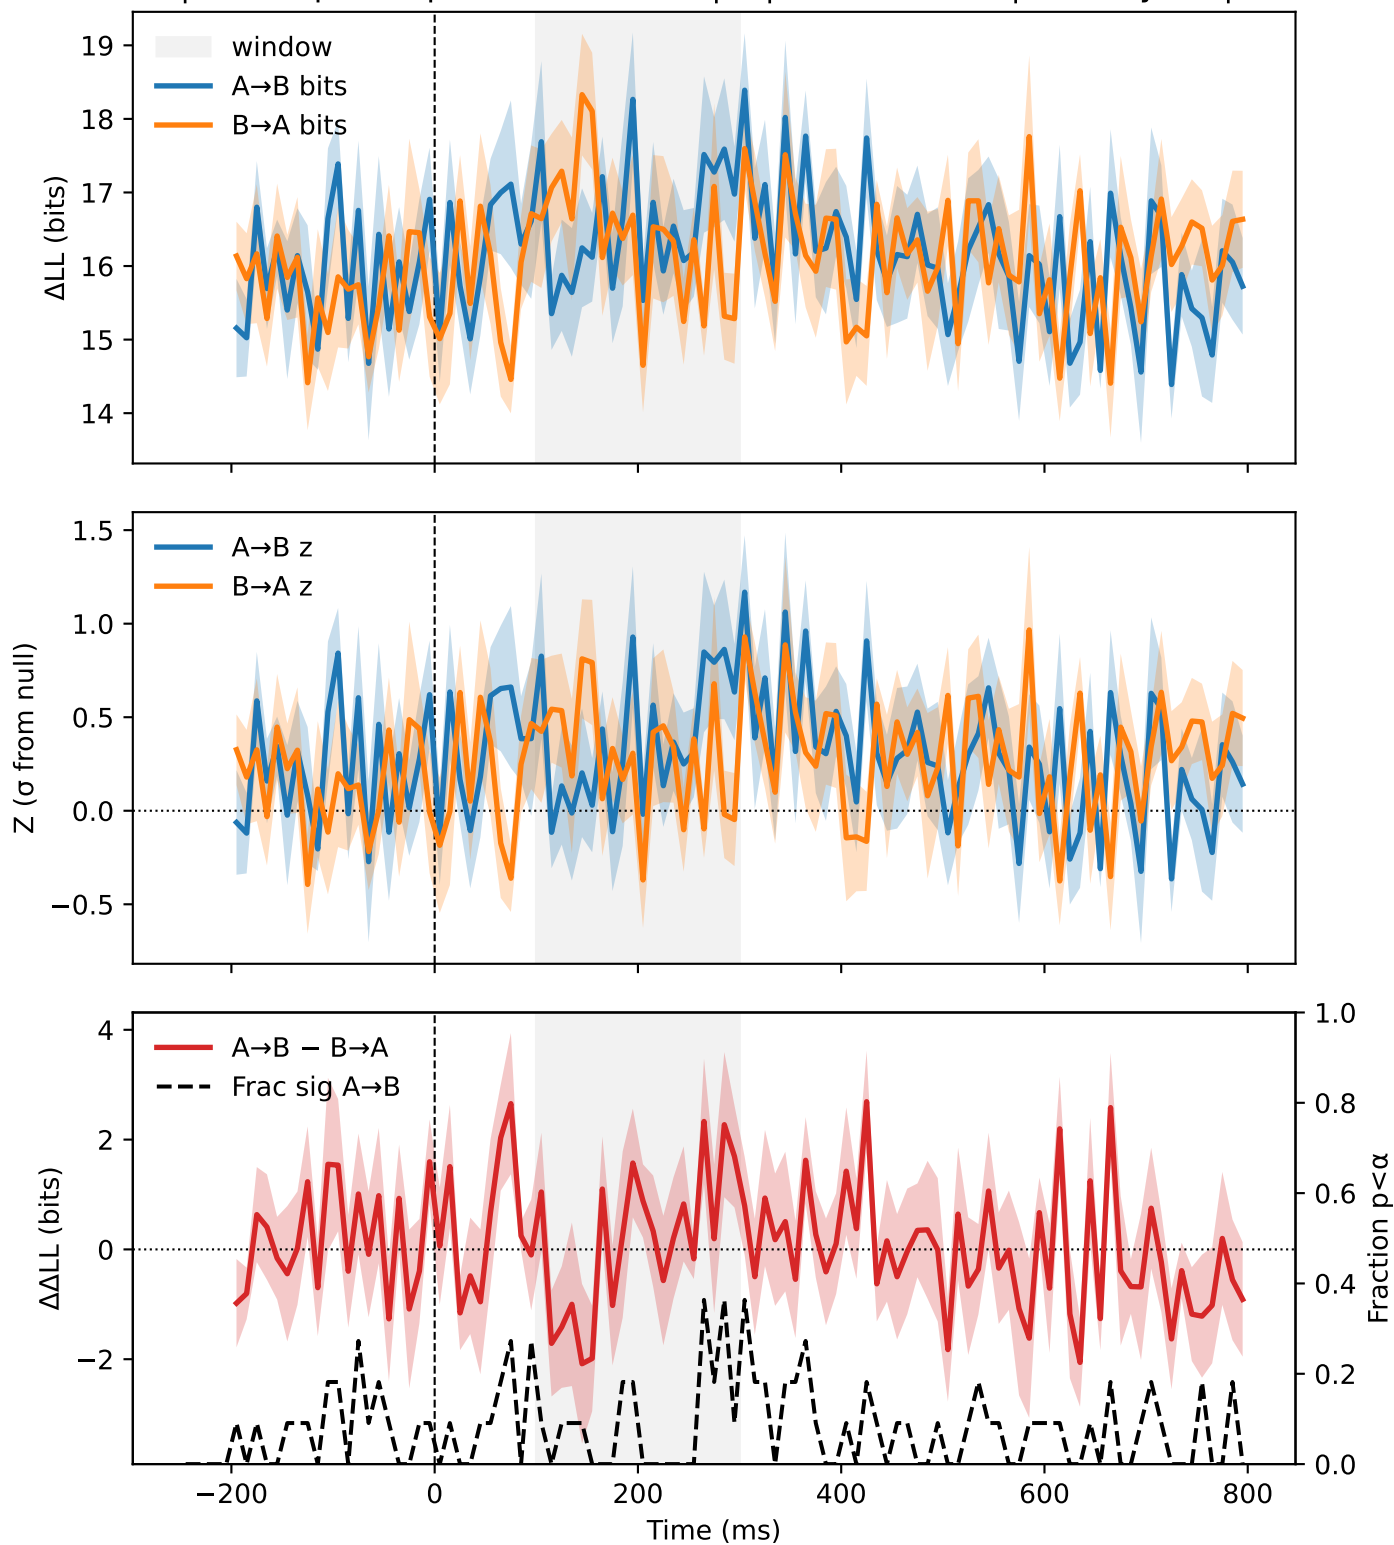 19
18
17
16
15
14
ΔLL (bits)
window
A→B bits
B→A bits
1.5
1.0
0.5
0.0
−0.5
Z (σ from null)
A→B z
B→A z
4
2
0
−2
ΔΔLL (bits)
A→B − B→A
Frac sig A→B
1.0
0.8
0.6
0.4
0.2
0.0
Fraction p<α
−200 0 200 400 600 800
Time (ms)